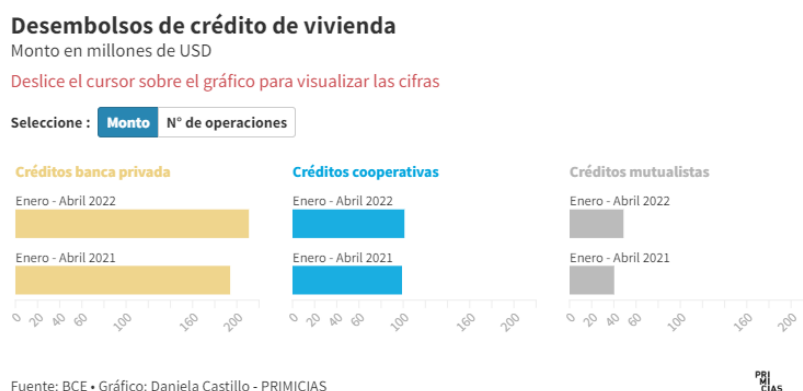 Desembolsos de crédito de vivienda
Monto en millones de USD
Deslice el cursor sobre el gráfico para visualizar las cifras
Seleccione : Monto N° de operaciones
Créditos banca privada Créditos cooperativas Créditos mutualistas
Enero - Abril 2022 Enero - Abril 2022 Enero - Abril 2022
Enero - Abril 2021 Enero - Abril 2021 Enero - Abril 2021
0 20 40 60 100 160 200 0 20 40 60 100 160 200 0 20 40 60 100 160 200
Fuente: BCE • Gráfico: Daniela Castillo - PRIMICIAS
PRI
MI
CIAS